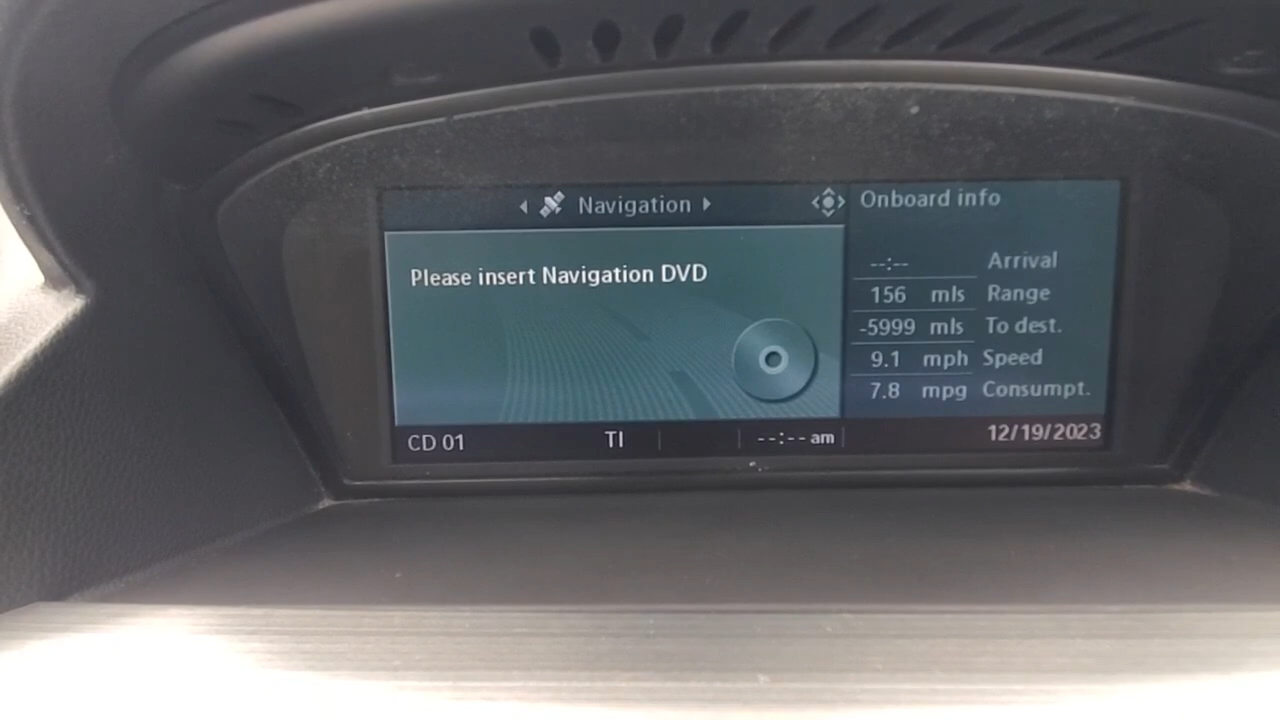 Navigation
Please insert Navigation DVD
CD 01 TI --:-- am
Onboard info
--:-- Arrival
156 mls Range
-5999 mls To dest.
9.1 mph Speed
7.8 mpg Consumpt.
12/19/2023